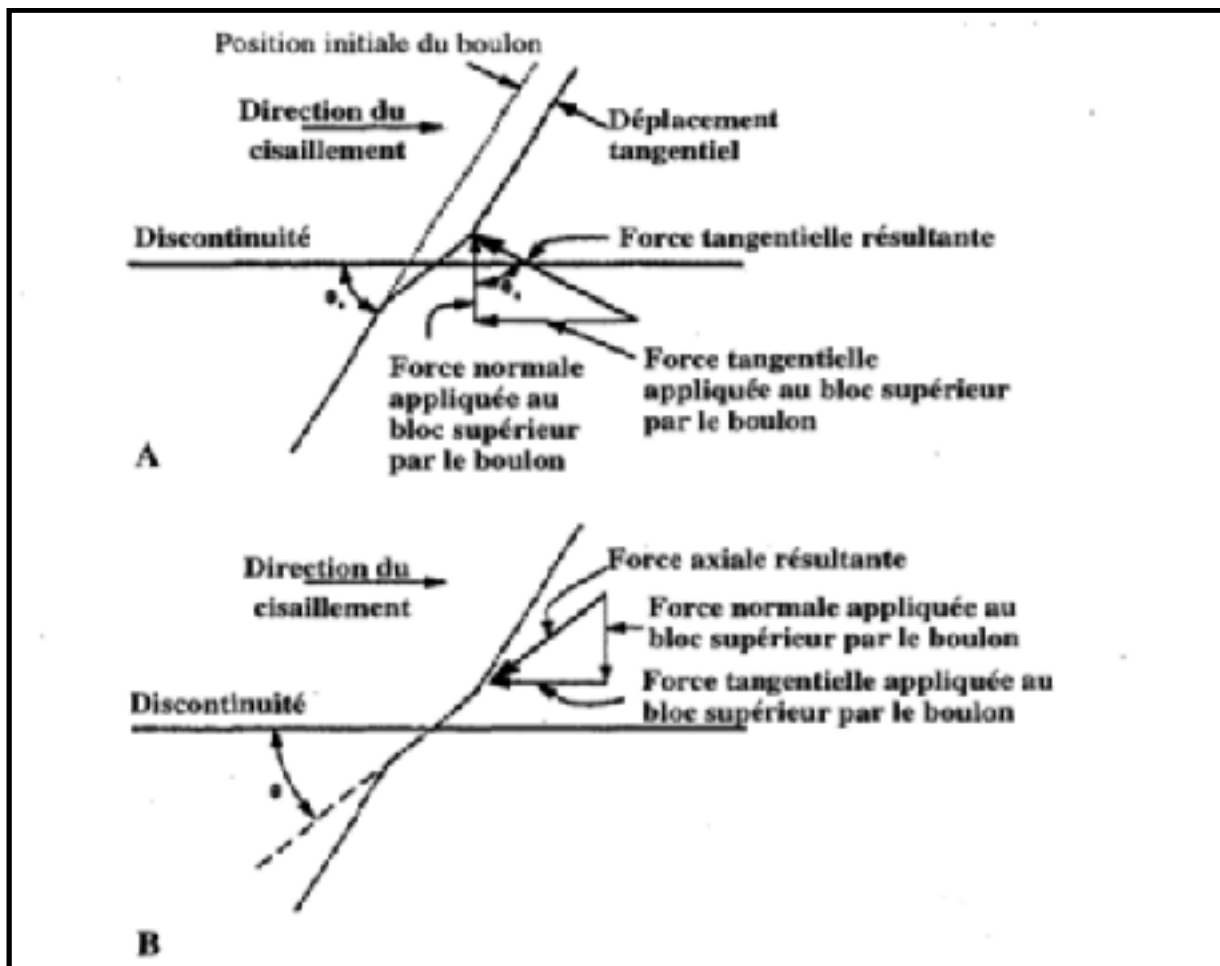 Position initiale du boulon
Direction du
cisaillement
Déplacement
tangentiel
Discontinuité
Force tangentielle résultante
Force normale
appliquée au
bloc supérieur
par le boulon
Force tangentielle
appliquée au bloc supérieur
par le boulon
A
Direction du
cisaillement
Force axiale résultante
Force normale appliquée au
bloc supérieur par le boulon
Force tangentielle appliquée au
bloc supérieur par le boulon
Discontinuité
B